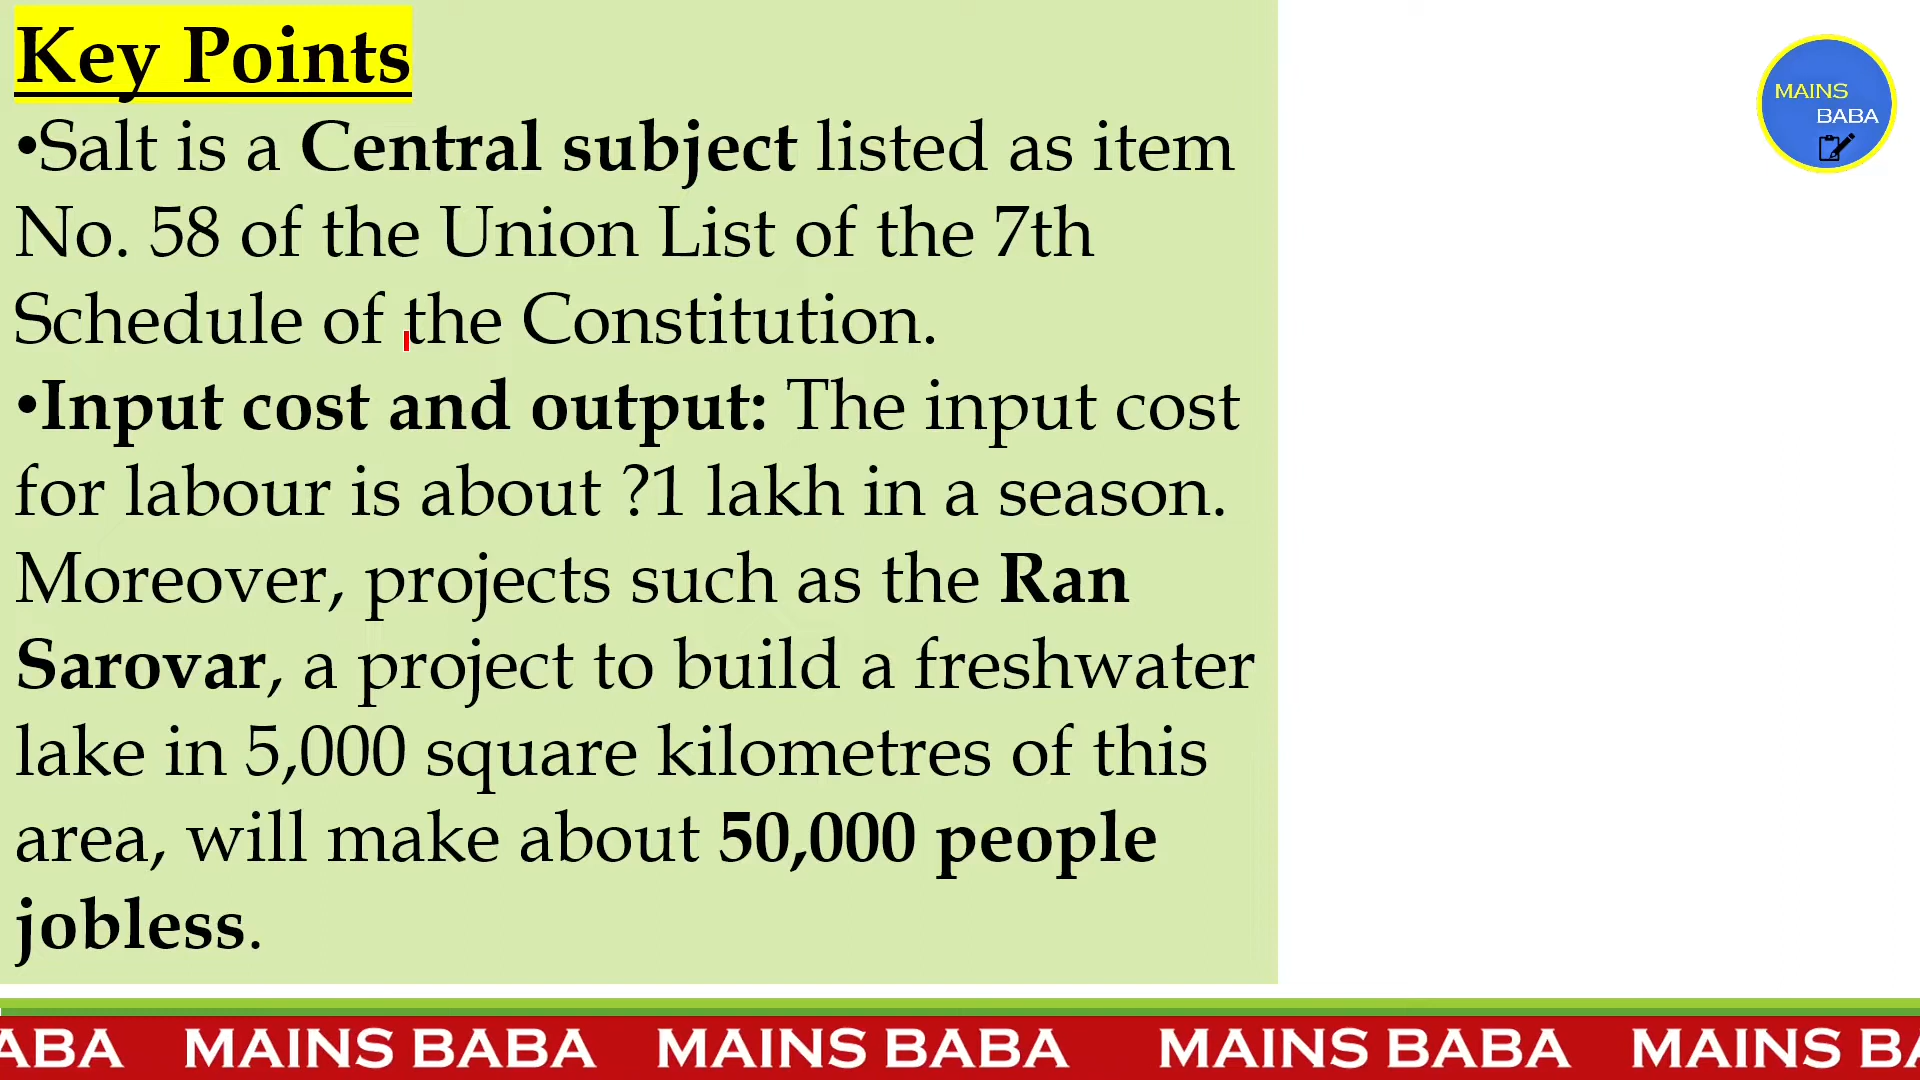 Key Points
•Salt is a Central subject listed as item
No. 58 of the Union List of the 7th
Schedule of the Constitution.
•Input cost and output: The input cost
for labour is about ?1 lakh in a season.
Moreover, projects such as the Ran
Sarovar, a project to build a freshwater
lake in 5,000 square kilometres of this
area, will make about 50,000 people
jobless.
MAINS
BABA
ABA MAINS BABA MAINS BABA MAINS BABA MAINS BA